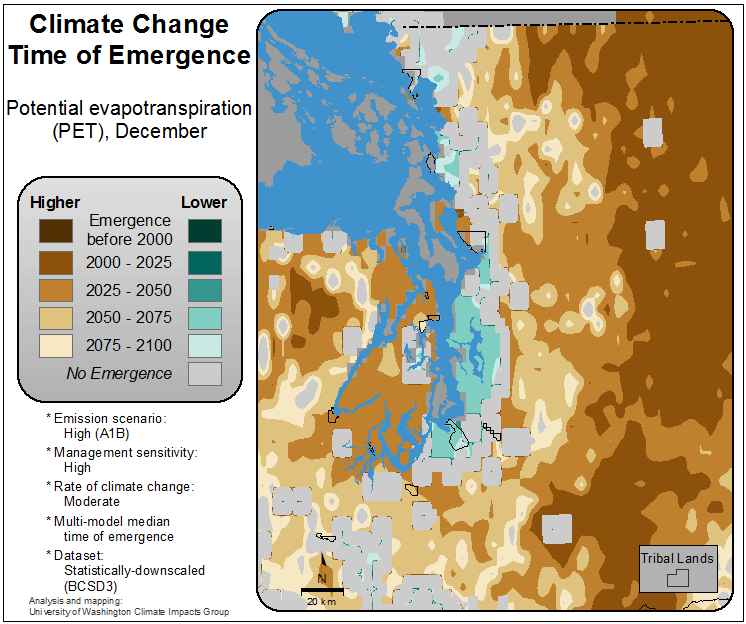 Climate Change
Time of Emergence
Potential evapotranspiration
(PET), December
Higher Lower
Emergence
before 2000
2000 - 2025
2025 - 2050
2050 - 2075
2075 - 2100
No Emergence
* Emission scenario:
High (A1B)
* Management sensitivity:
High
* Rate of climate change:
Moderate
* Multi-model median
time of emergence
* Dataset:
Statistically-downscaled
(BCSD3)
Analysis and mapping:
University of Washington Climate Impacts Group
N
20 km
Tribal Lands